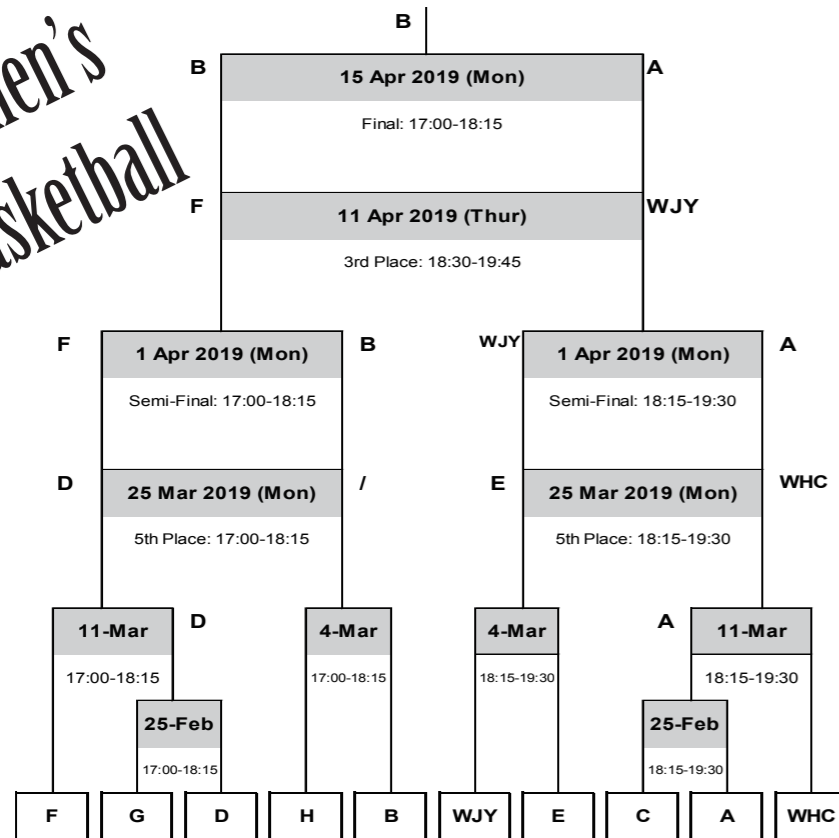 B
B 15 Apr 2019 (Mon) A
Final: 17:00-18:15
F 11 Apr 2019 (Thur) WJY
3rd Place: 18:30-19:45
F 1 Apr 2019 (Mon) B WJY 1 Apr 2019 (Mon) A
Semi-Final: 17:00-18:15 Semi-Final: 18:15-19:30
D 25 Mar 2019 (Mon) / E 25 Mar 2019 (Mon) WHC
5th Place: 17:00-18:15 5th Place: 18:15-19:30
11-Mar D 4-Mar 4-Mar A 11-Mar
17:00-18:15 17:00-18:15 18:15-19:30 18:15-19:30
25-Feb 25-Feb
17:00-18:15 18:15-19:30
F G D H B WJY E C A WHC